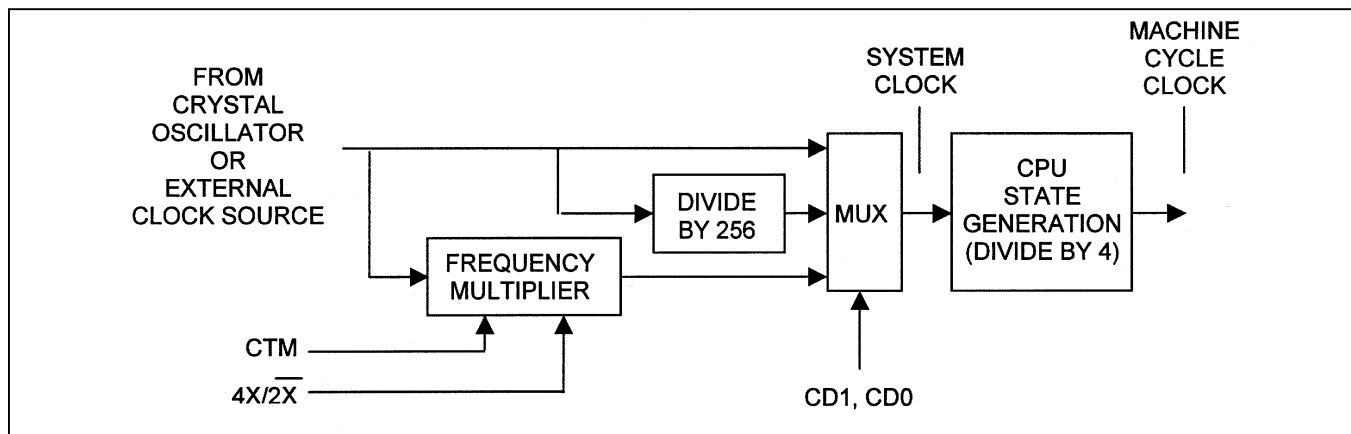 FROM
CRYSTAL
OSCILLATOR
OR
EXTERNAL
CLOCK SOURCE
DIVIDE
BY 256
FREQUENCY
MULTIPLIER
CTM
4X/2X̅
MUX
CD1, CD0
SYSTEM
CLOCK
CPU
STATE
GENERATION
(DIVIDE BY 4)
MACHINE
CYCLE
CLOCK